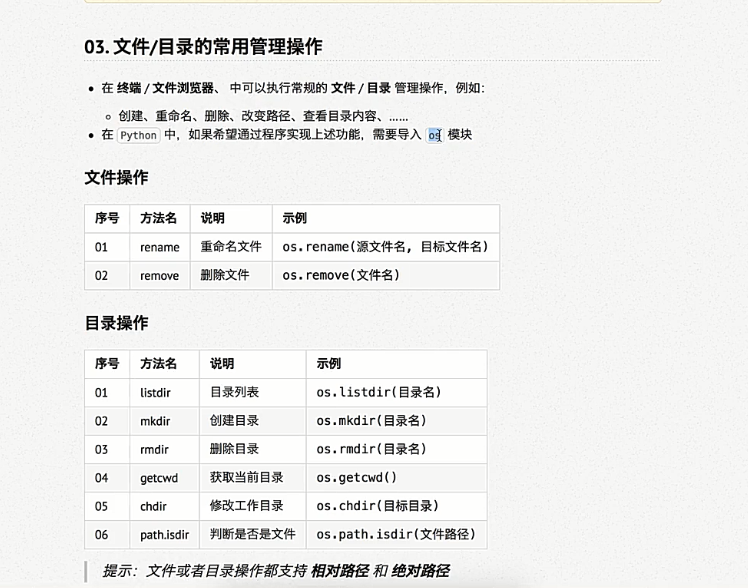 03. 文件/目录的常用管理操作
在 终端 / 文件浏览器、 中可以执行常规的 文件 / 目录 管理操作，例如：
创建、重命名、删除、改变路径、查看目录内容、……
在 Python 中，如果希望通过程序实现上述功能，需要导入 os 模块
文件操作
序号 方法名 说明 示例
01 rename 重命名文件 os.rename(源文件名, 目标文件名)
02 remove 删除文件 os.remove(文件名)
目录操作
序号 方法名 说明 示例
01 listdir 目录列表 os.listdir(目录名)
02 mkdir 创建目录 os.mkdir(目录名)
03 rmdir 删除目录 os.rmdir(目录名)
04 getcwd 获取当前目录 os.getcwd()
05 chdir 修改工作目录 os.chdir(目标目录)
06 path.isdir 判断是否是文件 os.path.isdir(文件路径)
提示：文件或者目录操作都支持 相对路径 和 绝对路径